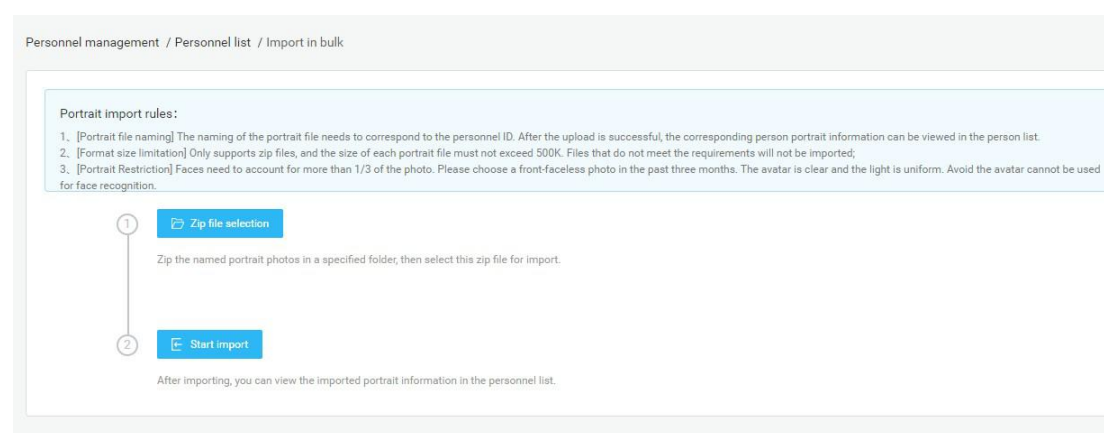 Personnel management / Personnel list / Import in bulk
Portrait import rules：
1、[Portrait file naming] The naming of the portrait file needs to correspond to the personnel ID. After the upload is successful, the corresponding person portrait information can be viewed in the person list.
2、[Format size limitation] Only supports zip files, and the size of each portrait file must not exceed 500K. Files that do not meet the requirements will not be imported;
3、[Portrait Restriction] Faces need to account for more than 1/3 of the photo. Please choose a front-faceless photo in the past three months. The avatar is clear and the light is uniform. Avoid the avatar cannot be used
for face recognition.
1 Zip file selection
Zip the named portrait photos in a specified folder, then select this zip file for import.
2 Start import
After importing, you can view the imported portrait information in the personnel list.